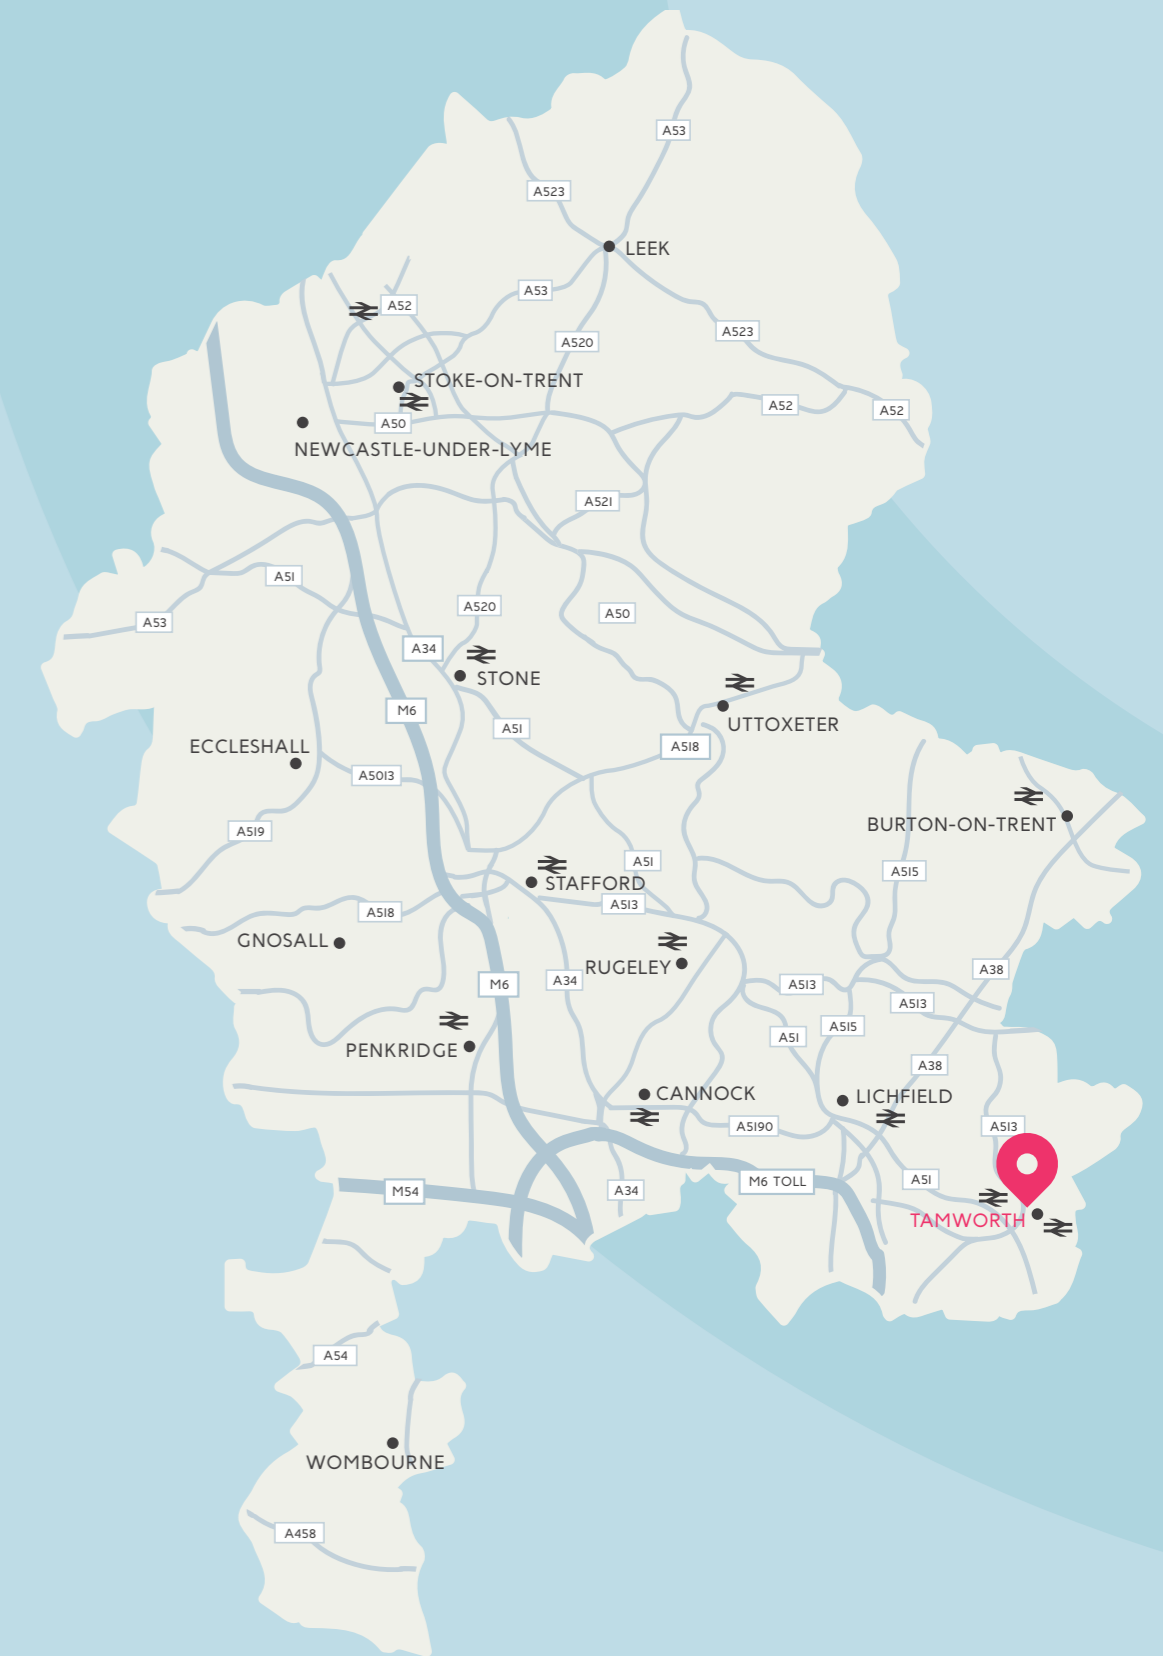 A53
A523
LEEK
A53
A52
A523
A520
STOKE-ON-TRENT
A52
A52
A50
NEWCASTLE-UNDER-LYME
A521
A51
A520
A50
A53
A34
STONE
M6
UTTOXETER
A51
ECCLESHALL
A518
A5013
BURTON-ON-TRENT
A519
A51
A515
STAFFORD
A513
A518
GNOSALL
RUGELEY
A38
A34
M6
A513
A513
A515
A51
PENKRIDGE
A38
CANNOCK
LICHFIELD
A5190
A513
A51
M6 TOLL
M54
A34
TAMWORTH
A54
WOMBOURNE
A458